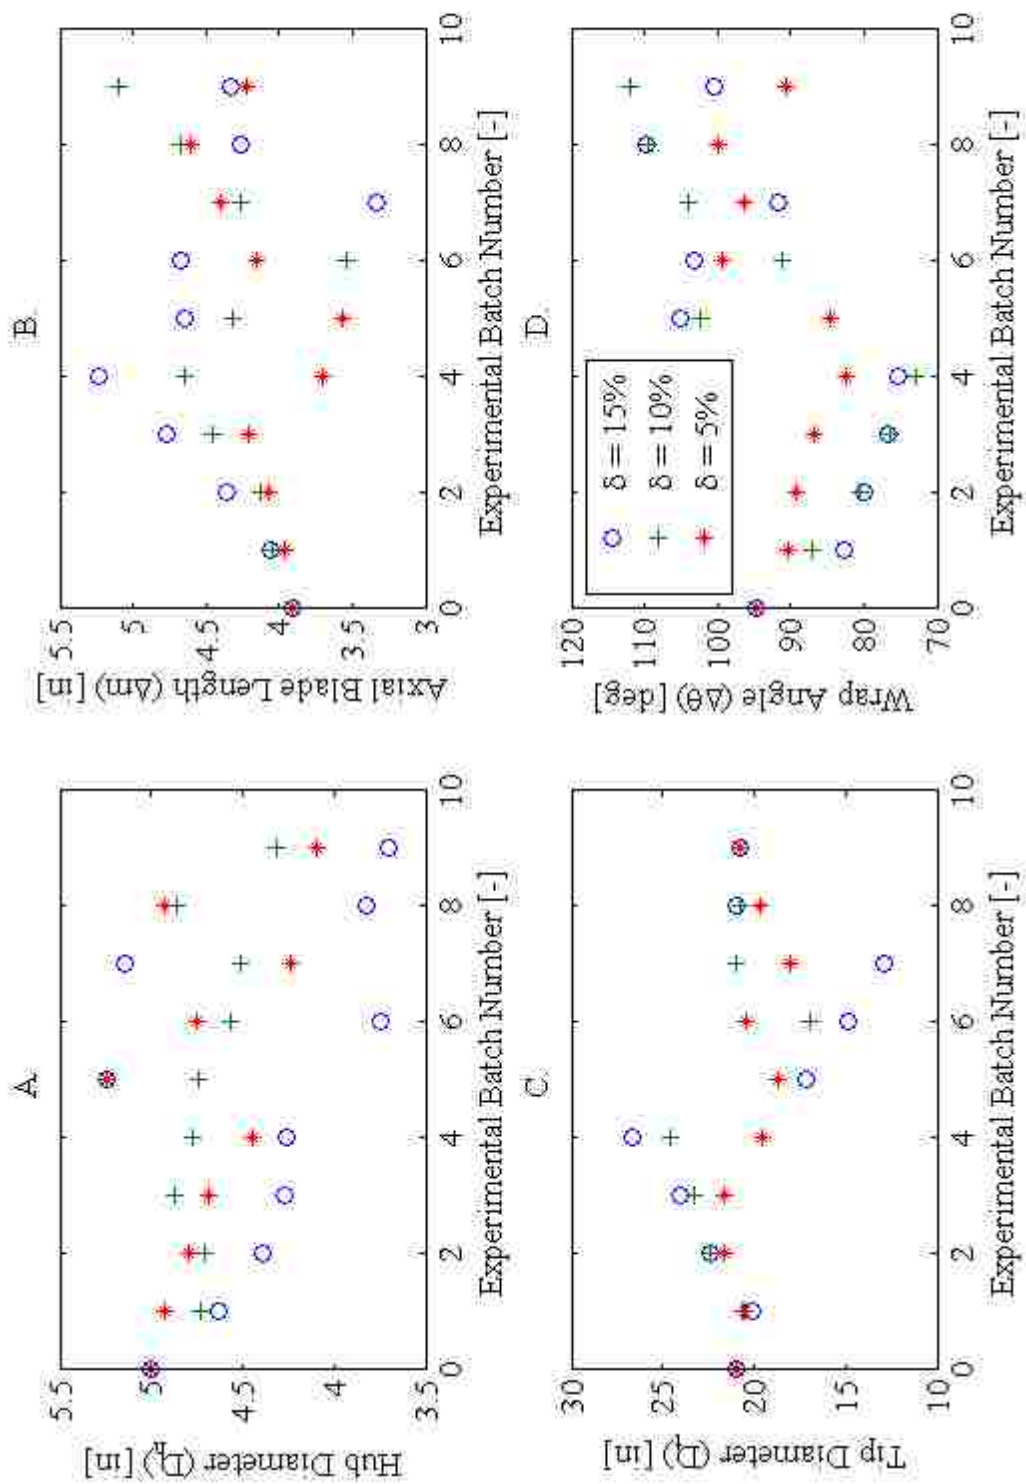 A.
Hub Diameter (D_h) [in]
5.5
5
4.5
4
3.5
0 2 4 6 8 10
Experimental Batch Number [-]
B.
Axial Blade Length (Δm) [in]
5.5
5
4.5
4
3.5
3
0 2 4 6 8 10
Experimental Batch Number [-]
C.
Tip Diameter (D_t) [in]
30
25
20
15
10
0 2 4 6 8 10
Experimental Batch Number [-]
D.
Wrap Angle (Δθ) [deg]
120
110
100
90
80
70
0 2 4 6 8 10
Experimental Batch Number [-]
δ = 15%
δ = 10%
δ = 5%